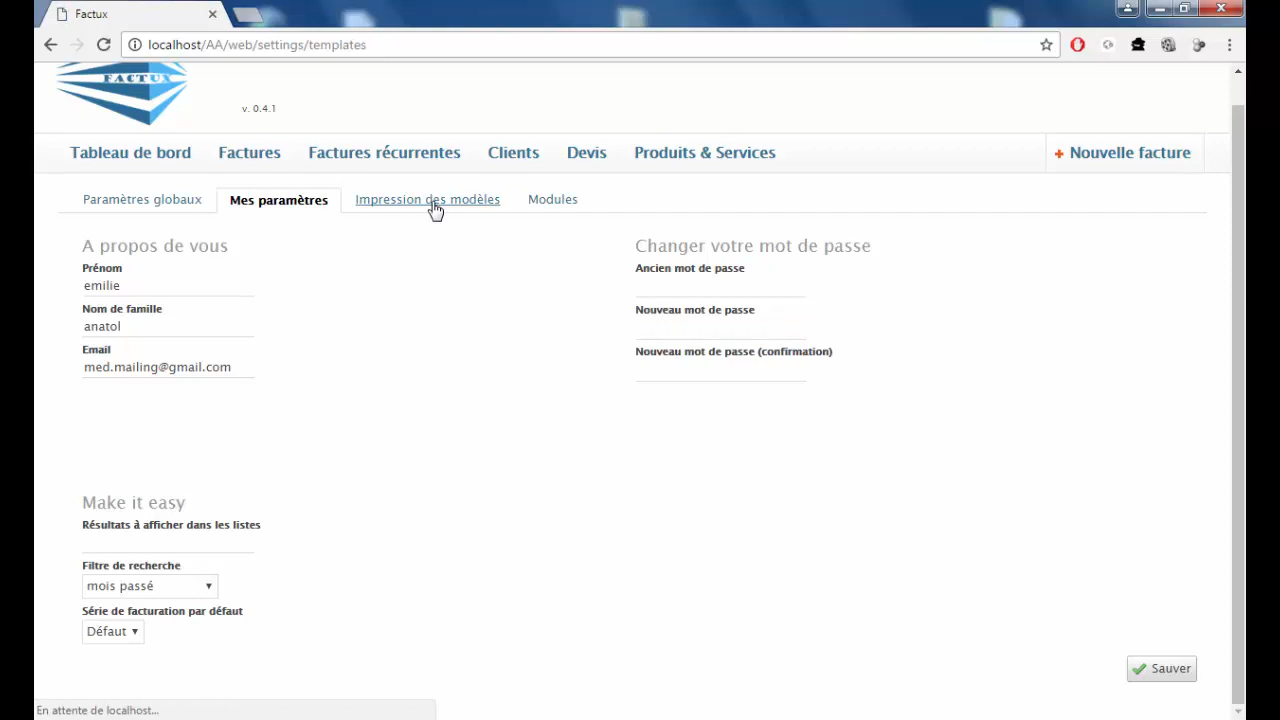 Factux
localhost/AA/web/settings/templates
FACTUX
v. 0.4.1
Tableau de bord Factures Factures récurrentes Clients Devis Produits & Services + Nouvelle facture
Paramètres globaux Mes paramètres Impression des modèles Modules
A propos de vous
Prénom
emilie
Nom de famille
anatol
Email
med.mailing@gmail.com
Changer votre mot de passe
Ancien mot de passe
Nouveau mot de passe
Nouveau mot de passe (confirmation)
Make it easy
Résultats à afficher dans les listes
Filtre de recherche
mois passé
Série de facturation par défaut
Défaut
Sauver
En attente de localhost...